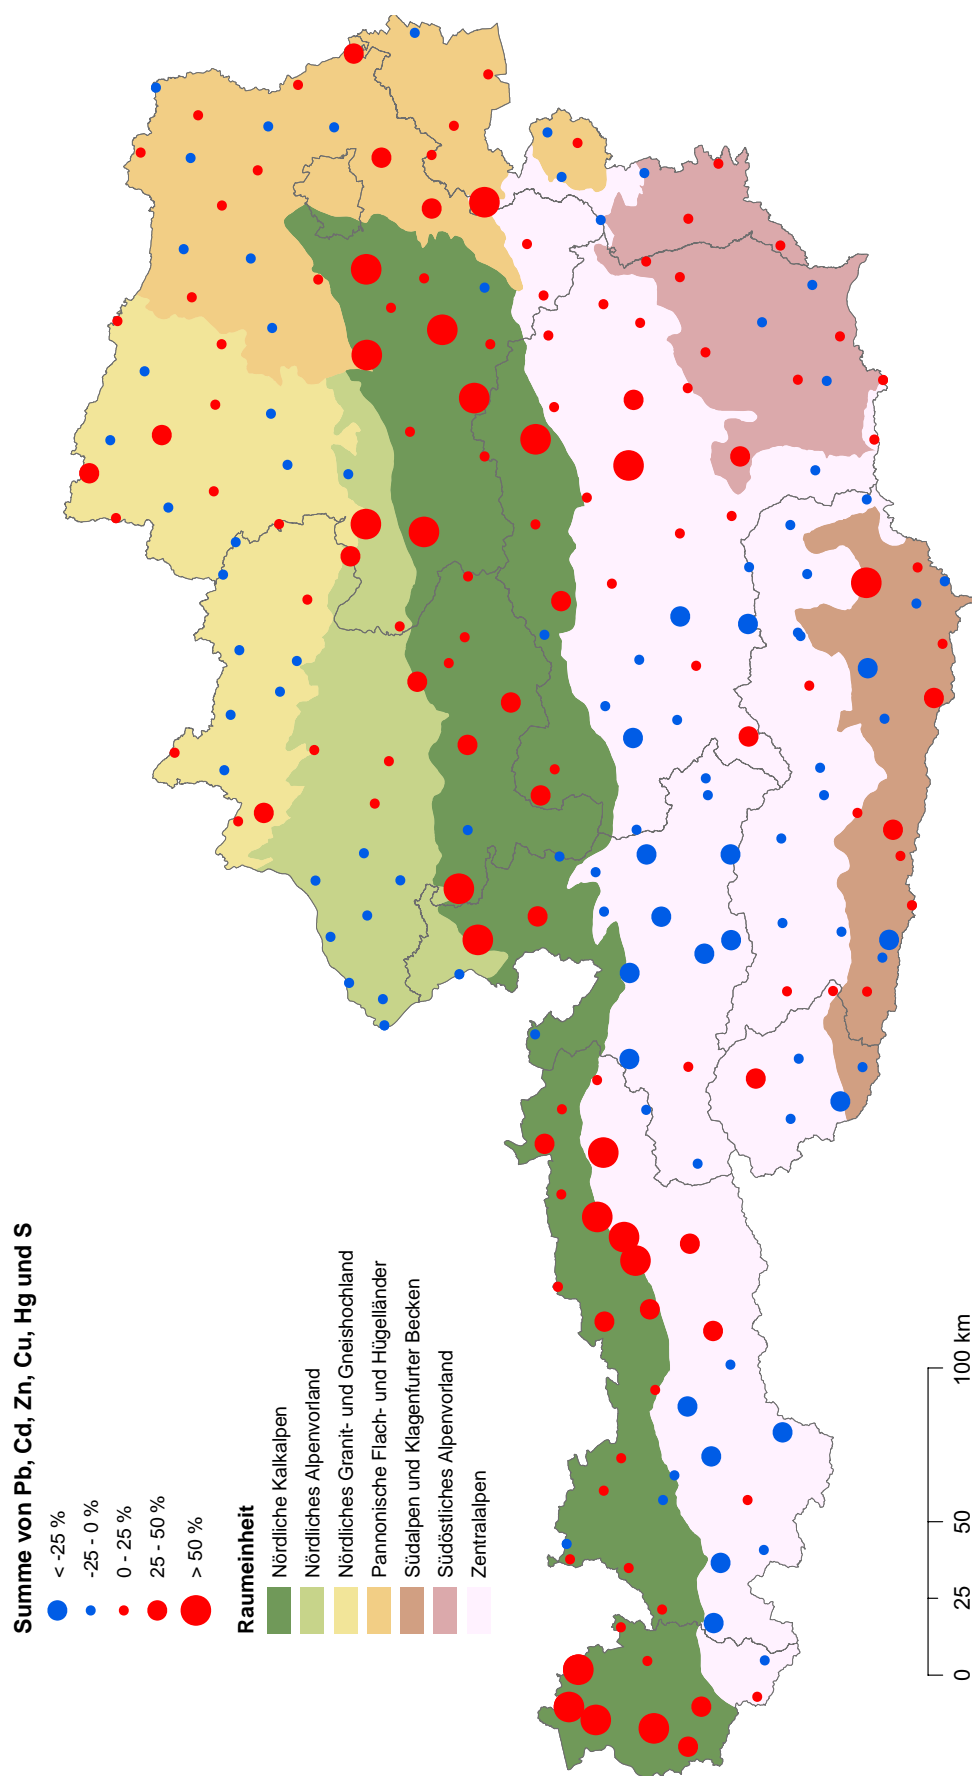 Summe von Pb, Cd, Zn, Cu, Hg und S
< -25 %
-25 - 0 %
0 - 25 %
25 - 50 %
> 50 %
Raumeinheit
Nördliche Kalkalpen
Nördliches Alpenvorland
Nördliches Granit- und Gneishochland
Pannonische Flach- und Hügelländer
Südalpen und Klagenfurter Becken
Südöstliches Alpenvorland
Zentralalpen
0 25 50 100 km